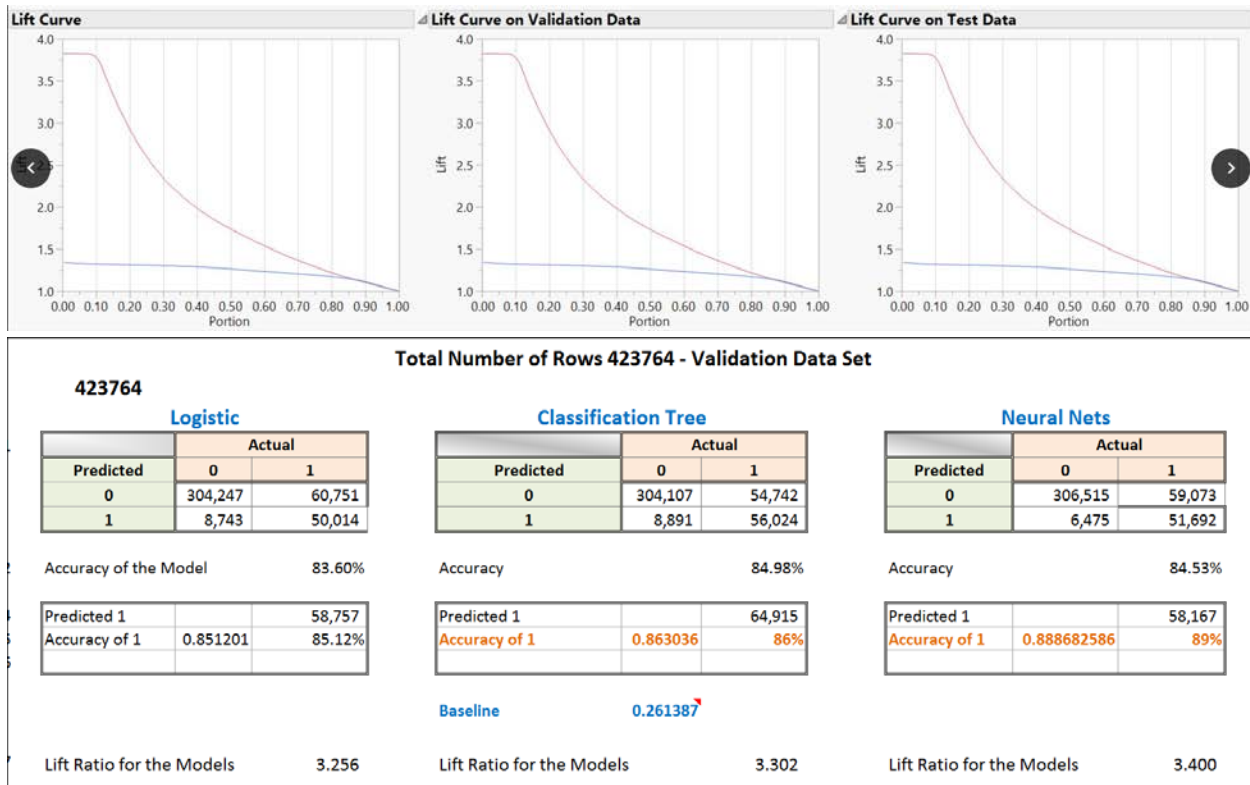 Lift Curve
Lift Curve on Validation Data
Lift Curve on Test Data
4.0 4.0 4.0
3.5 3.5 3.5
3.0 3.0 3.0
Lift 2.5 Lift 2.5 Lift 2.5
2.0 2.0 2.0
1.5 1.5 1.5
1.0 1.0 1.0
0.00 0.10 0.20 0.30 0.40 0.50 0.60 0.70 0.80 0.90 1.00 0.00 0.10 0.20 0.30 0.40 0.50 0.60 0.70 0.80 0.90 1.00 0.00 0.10 0.20 0.30 0.40 0.50 0.60 0.70 0.80 0.90 1.00
Portion Portion Portion
Total Number of Rows 423764 - Validation Data Set
423764
Logistic Classification Tree Neural Nets
Actual Actual Actual
Predicted 0 1 Predicted 0 1 Predicted 0 1
0 304,247 60,751 0 304,107 54,742 0 306,515 59,073
1 8,743 50,014 1 8,891 56,024 1 6,475 51,692
Accuracy of the Model 83.60% Accuracy 84.98% Accuracy 84.53%
Predicted 1 58,757 Predicted 1 64,915 Predicted 1 58,167
Accuracy of 1 0.851201 85.12% Accuracy of 1 0.863036 86% Accuracy of 1 0.888682586 89%
Baseline 0.261387
Lift Ratio for the Models 3.256 Lift Ratio for the Models 3.302 Lift Ratio for the Models 3.400